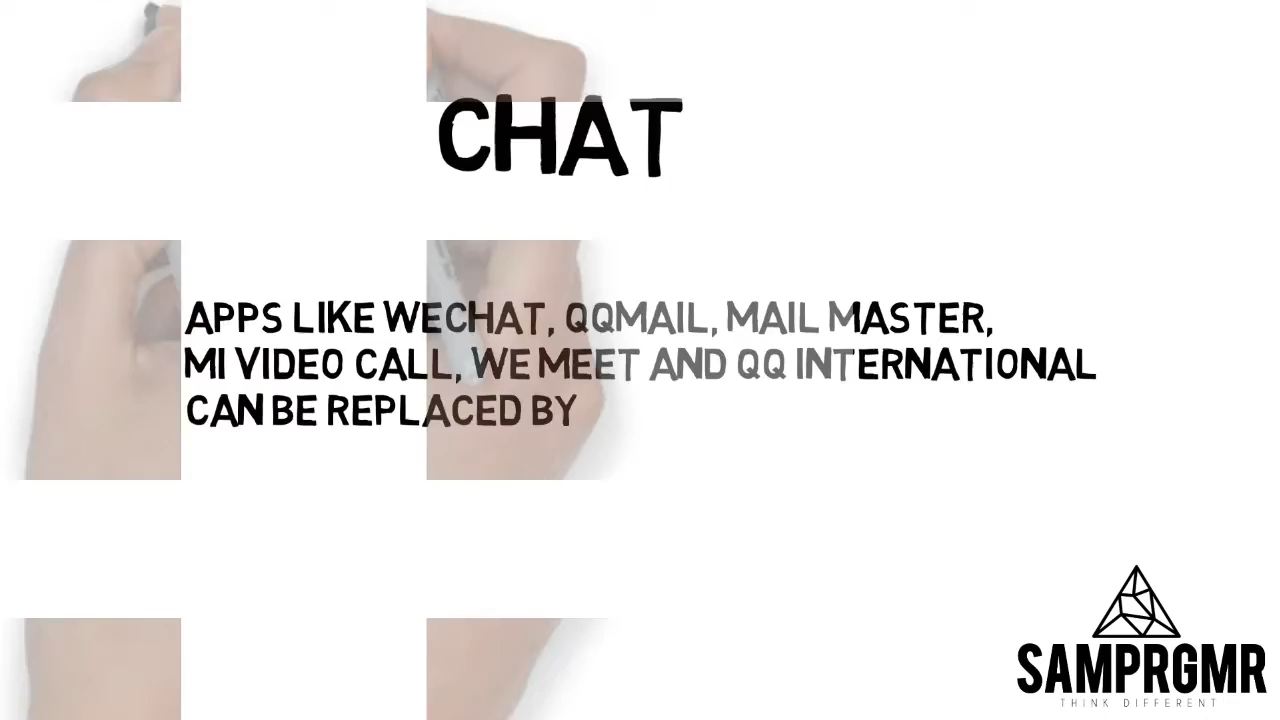 CHAT
APPS LIKE WECHAT, QQMAIL, MAIL MASTER,
MI VIDEO CALL, WE MEET AND QQ INTERNATIONAL
CAN BE REPLACED BY
SAMPRGMR
THINK DIFFERENT